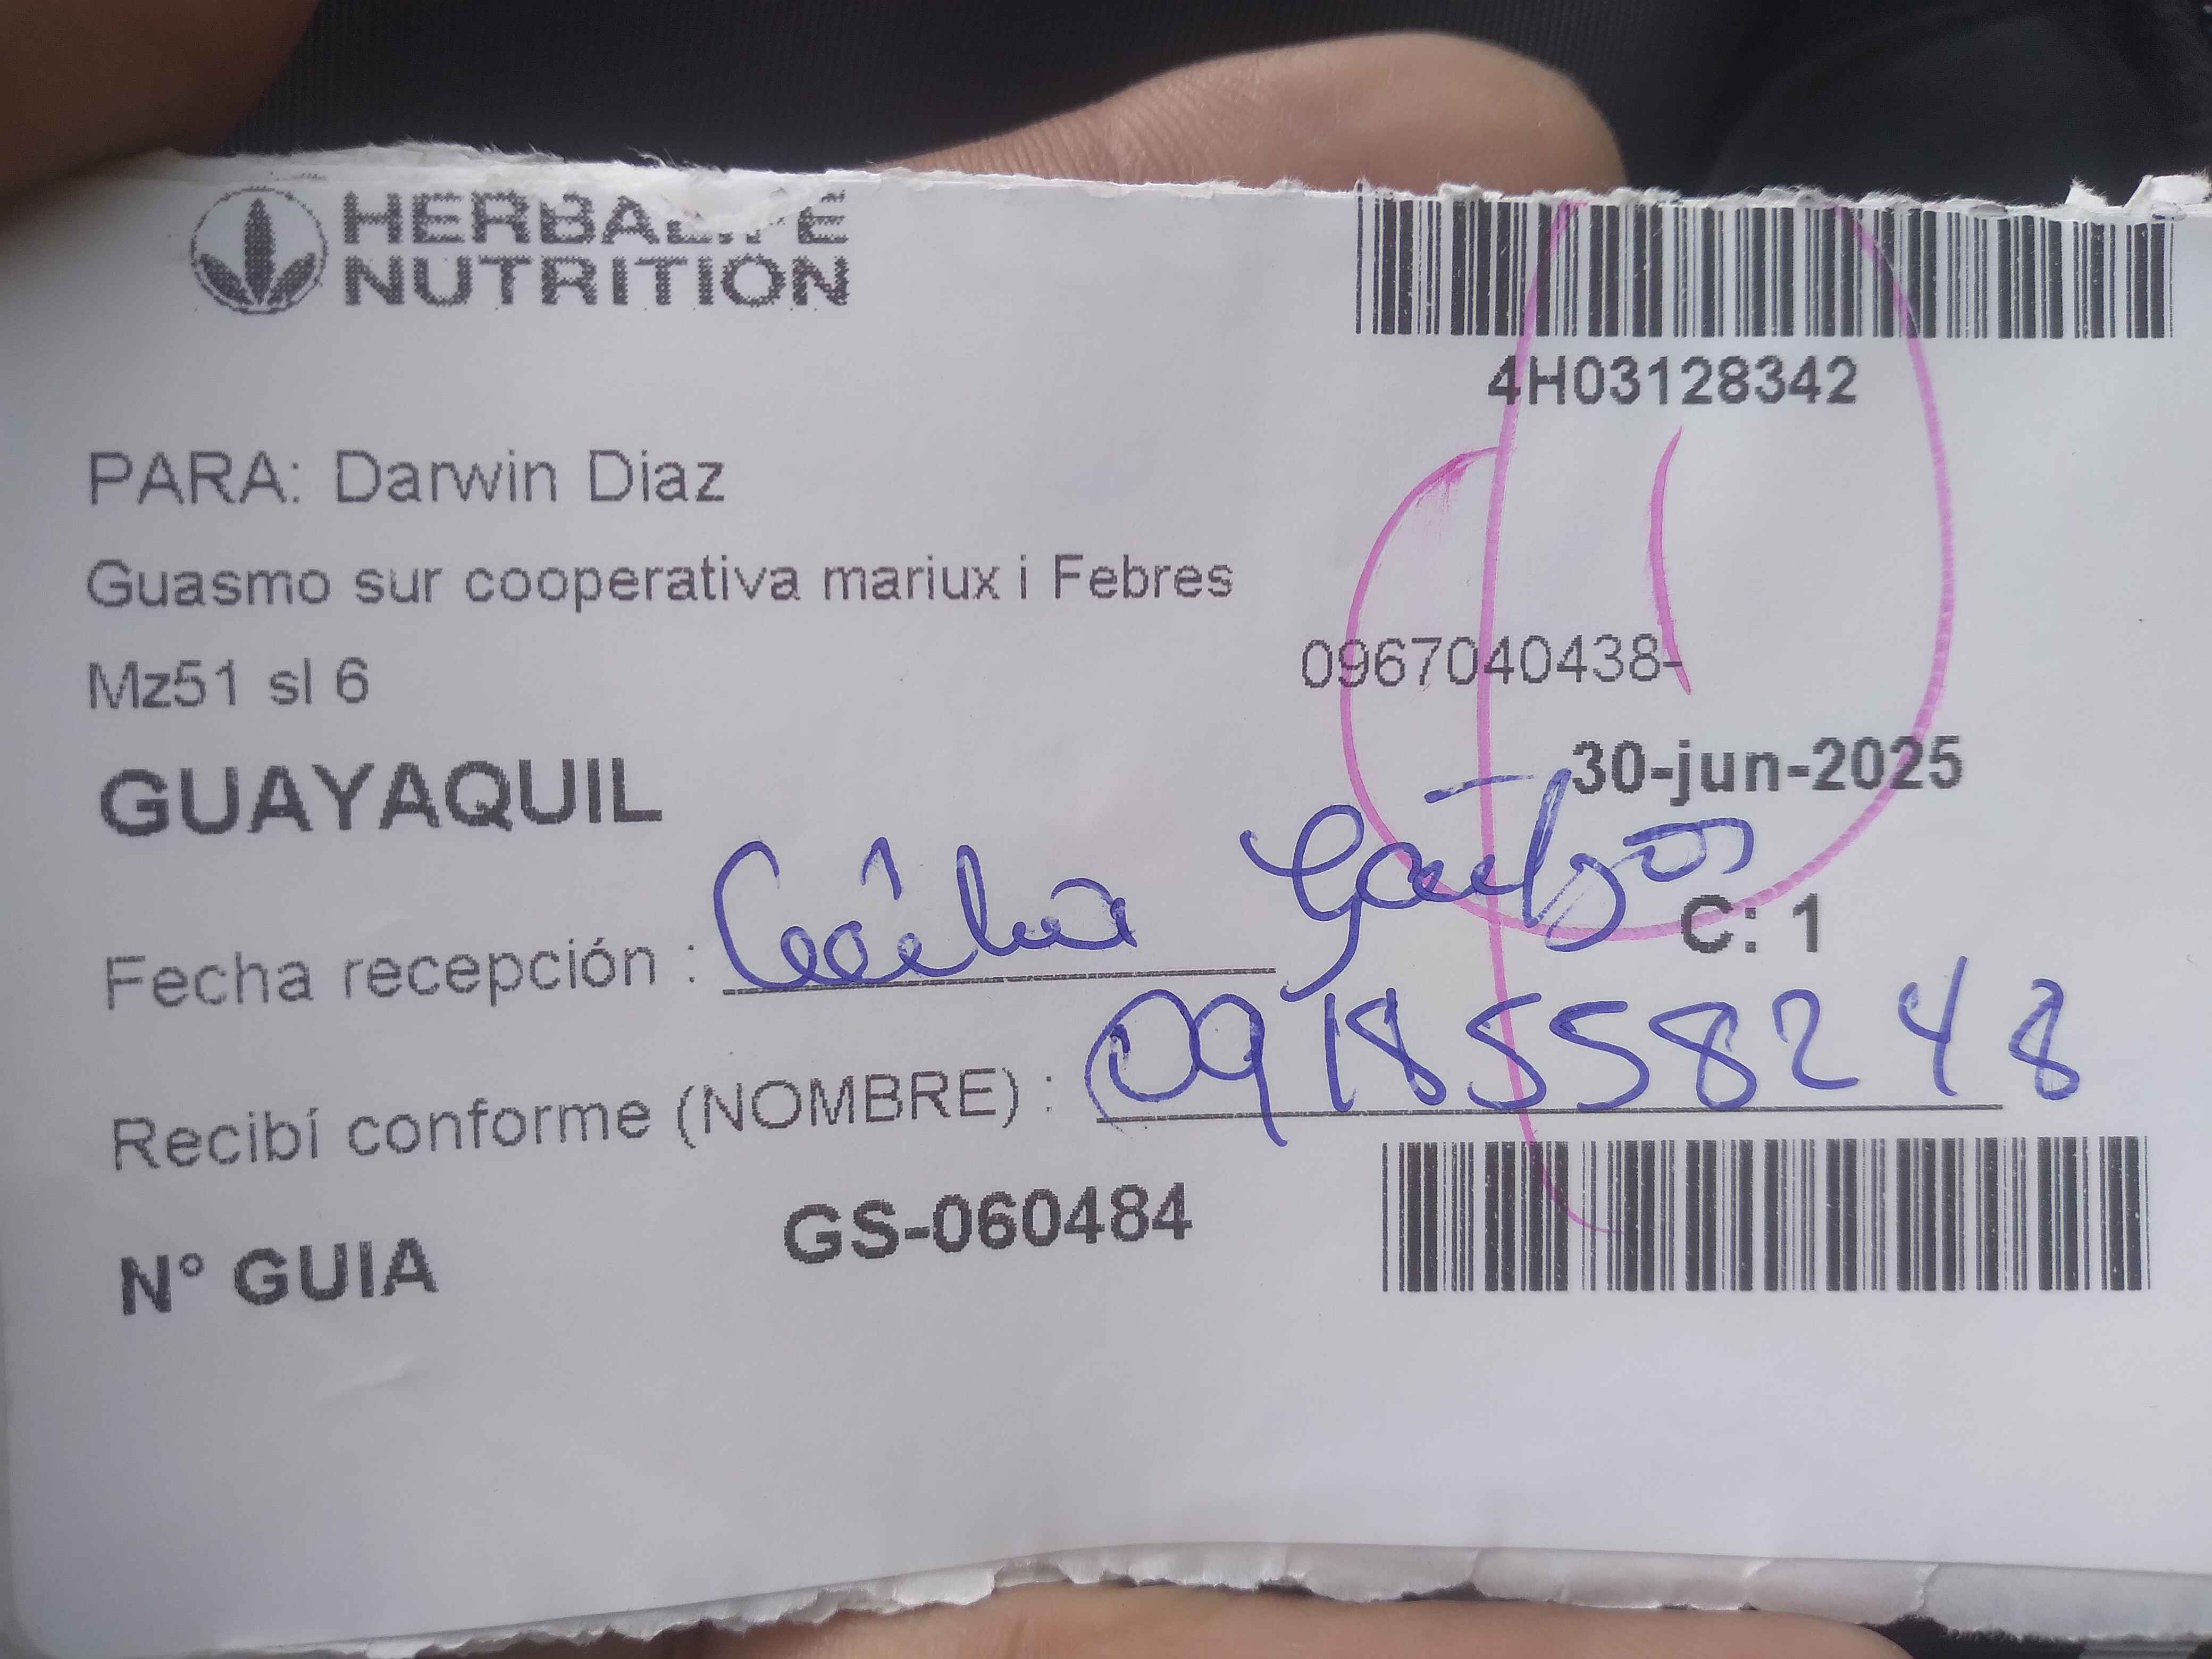 HERBALIFE
NUTRITION
4H03128342
PARA: Darwin Diaz
Guasmo sur cooperativa mariux i Febres
Mz51 sl 6
0967040438-
GUAYAQUIL
30-jun-2025
C: 1
Fecha recepción :
Recibí conforme (NOMBRE) : 0918558248
N° GUIA GS-060484